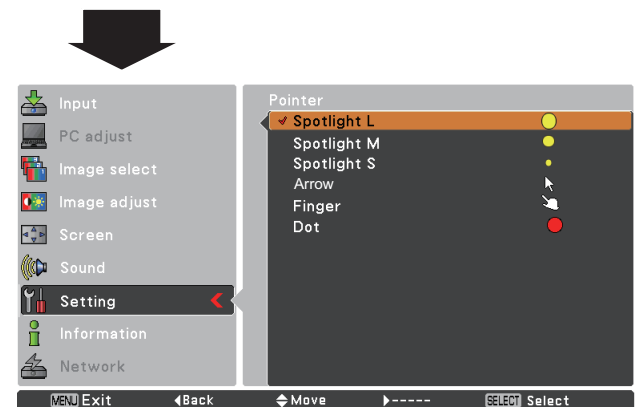 Input
PC adjust
Image select
Image adjust
Screen
Sound
Setting
Information
Network
Pointer
Spotlight L
Spotlight M
Spotlight S
Arrow
Finger
Dot
MENU Exit ◀Back Move ▶----- SELECT Select